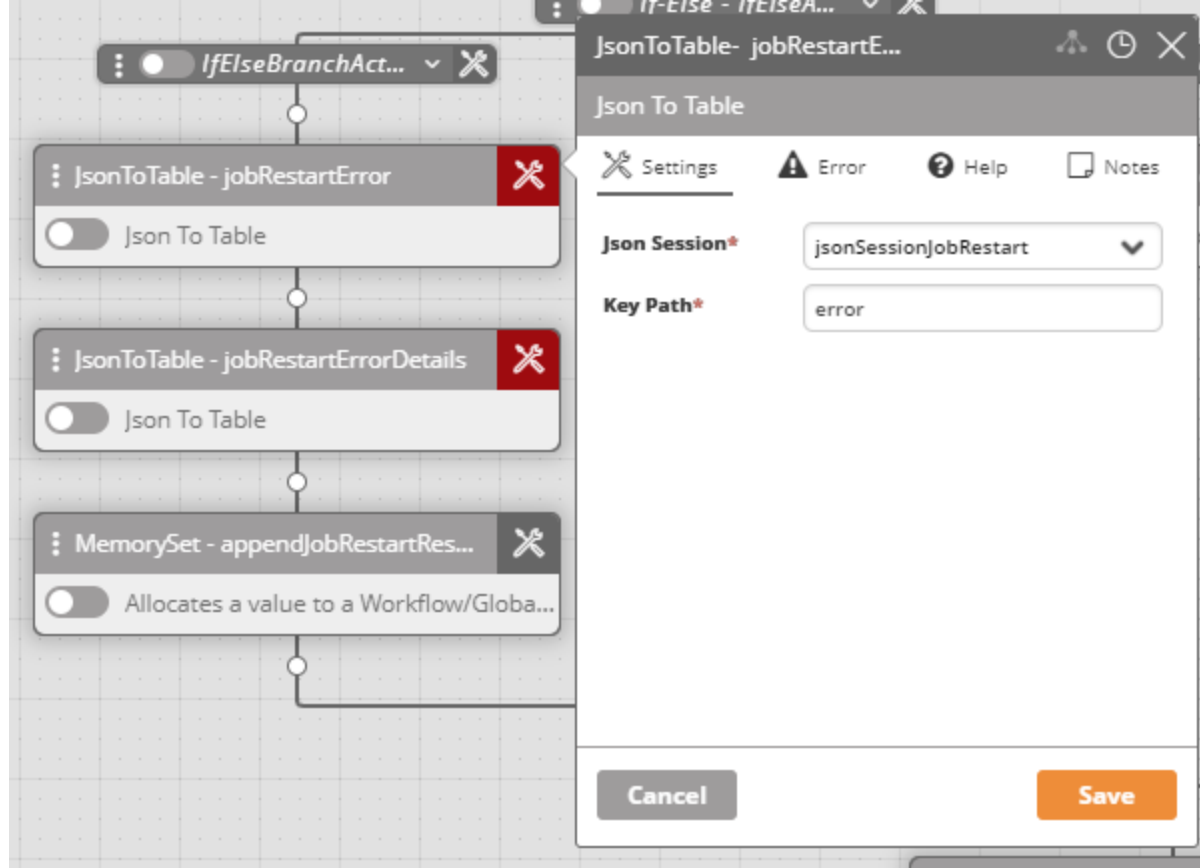 If-Else - IfElseA...
IfElseBranchAct...
JsonToTable - jobRestartError
Json To Table
JsonToTable - jobRestartErrorDetails
Json To Table
MemorySet - appendJobRestartRes...
Allocates a value to a Workflow/Globa...
JsonToTable- jobRestartE...
Json To Table
Settings Error Help Notes
Json Session* jsonSessionJobRestart
Key Path* error
Cancel Save